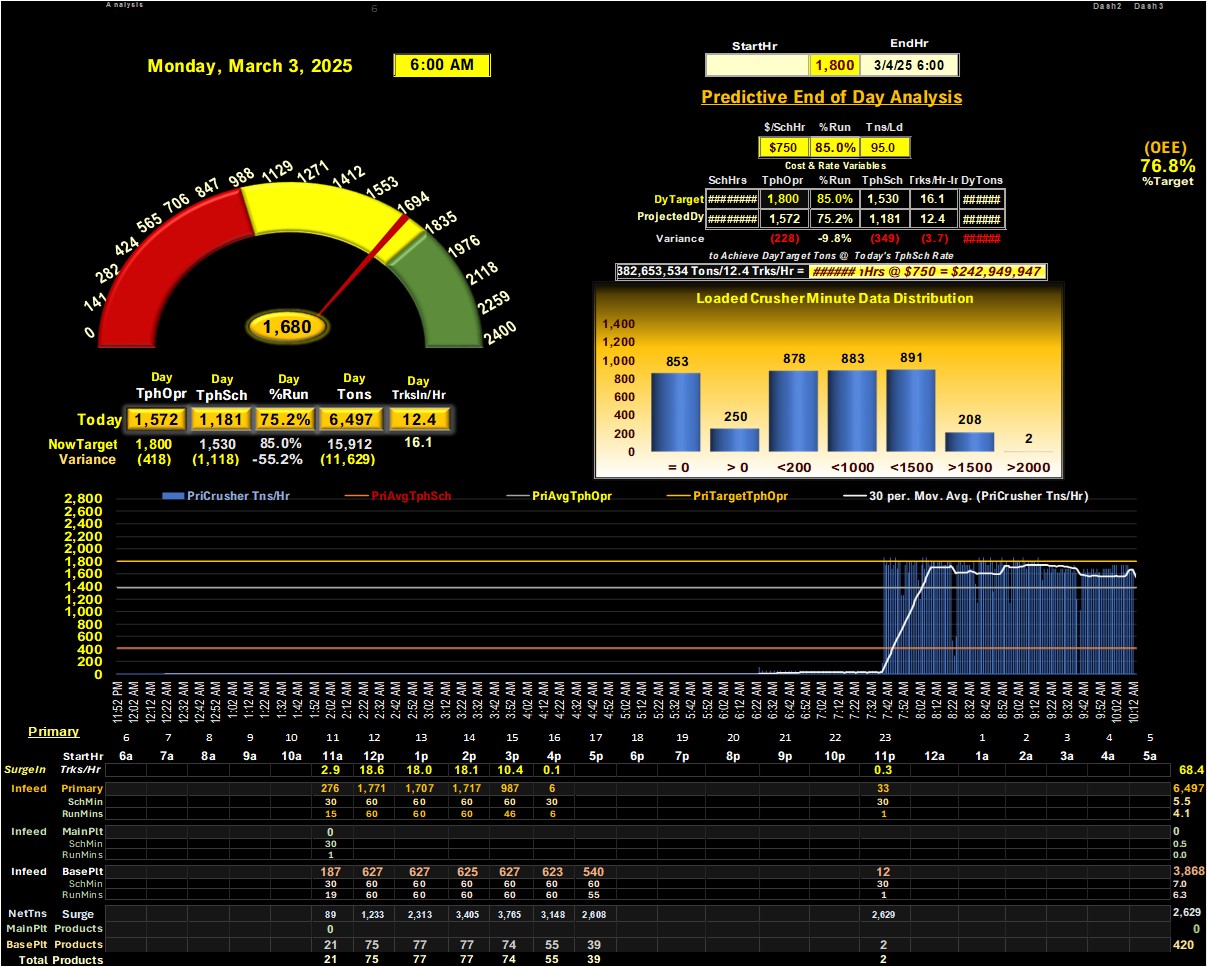 Analysis 6 Dash2 Dash3
StartHr EndHr
Monday, March 3, 2025 6:00 AM 1,800 3/4/25 6:00
Predictive End of Day Analysis
$/SchHr %Run Tns/Ld
$750 85.0% 95.0
Cost & Rate Variables
(OEE)
76.8%
%Target
SchHrs TphOpr %Run TphSch Trks/Hr-Ir DyTons
DyTarget ######## 1,800 85.0% 1,530 16.1 ######
ProjectedDy ######## 1,572 75.2% 1,181 12.4 ######
Variance (228) -9.8% (349) (3.7) ######
to Achieve DayTarget Tons @ Today's TphSch Rate
382,653,534 Tons/12.4 Trks/Hr = ###### ıHrs @ $750 = $242,949,947
0 141 282 424 565 706 847 988 1129 1271 1412 1553 1694 1835 1976 2118 2259 2400
1,680
Day Day Day Day Day
TphOpr TphSch %Run Tons TrksIn/Hr
Today 1,572 1,181 75.2% 6,497 12.4
NowTarget 1,800 1,530 85.0% 15,912 16.1
Variance (418) (1,118) -55.2% (11,629)
Loaded Crusher Minute Data Distribution
1,400
1,200
1,000
800
600
400
200
0
853 250 878 883 891 208 2
= 0 > 0 <200 <1000 <1500 >1500 >2000
PriCrusher Tns/Hr PriAvgTphSch PriAvgTphOpr PriTargetTphOpr 30 per. Mov. Avg. (PriCrusher Tns/Hr)
2,800
2,600
2,400
2,200
2,000
1,800
1,600
1,400
1,200
1,000
800
600
400
200
0
11:52 PM 12:02 AM 12:12 AM 12:22 AM 12:32 AM 12:42 AM 12:52 AM 1:02 AM 1:12 AM 1:22 AM 1:32 AM 1:42 AM 1:52 AM 2:02 AM 2:12 AM 2:22 AM 2:32 AM 2:42 AM 2:52 AM 3:02 AM 3:12 AM 3:22 AM 3:32 AM 3:42 AM 3:52 AM 4:02 AM 4:12 AM 4:22 AM 4:32 AM 4:42 AM 4:52 AM 5:02 AM 5:12 AM 5:22 AM 5:32 AM 5:42 AM 5:52 AM 6:02 AM 6:12 AM 6:22 AM 6:32 AM 6:42 AM 6:52 AM 7:02 AM 7:12 AM 7:22 AM 7:32 AM 7:42 AM 7:52 AM 8:02 AM 8:12 AM 8:22 AM 8:32 AM 8:42 AM 8:52 AM 9:02 AM 9:12 AM 9:22 AM 9:32 AM 9:42 AM 9:52 AM 10:02 AM 10:12 AM
Primary 6 7 8 9 10 11 12 13 14 15 16 17 18 19 20 21 22 23 1 2 3 4 5
StartHr 6a 7a 8a 9a 10a 11a 12p 1p 2p 3p 4p 5p 6p 7p 8p 9p 10p 11p 12a 1a 2a 3a 4a 5a
SurgeIn Trks/Hr 2.9 18.6 18.0 18.1 10.4 0.1 0.3 68.4
Infeed Primary 276 1,771 1,707 1,717 987 6 33 6,497
SchMin 30 60 60 60 60 30 30 5.5
RunMins 15 60 60 60 46 6 1 4.1
Infeed MainPlt 0 0
SchMin 30 0.5
RunMins 1 0.0
Infeed BasePlt 187 627 627 625 627 623 540 12 3,868
SchMin 30 60 60 60 60 60 60 30 7.0
RunMins 19 60 60 60 60 60 55 1 6.3
NetTns Surge 89 1,233 2,313 3,405 3,765 3,148 2,608 2,629 2,629
MainPlt Products 0 0
BasePlt Products 21 75 77 77 74 55 39 2 420
Total Products 21 75 77 77 74 55 39 2